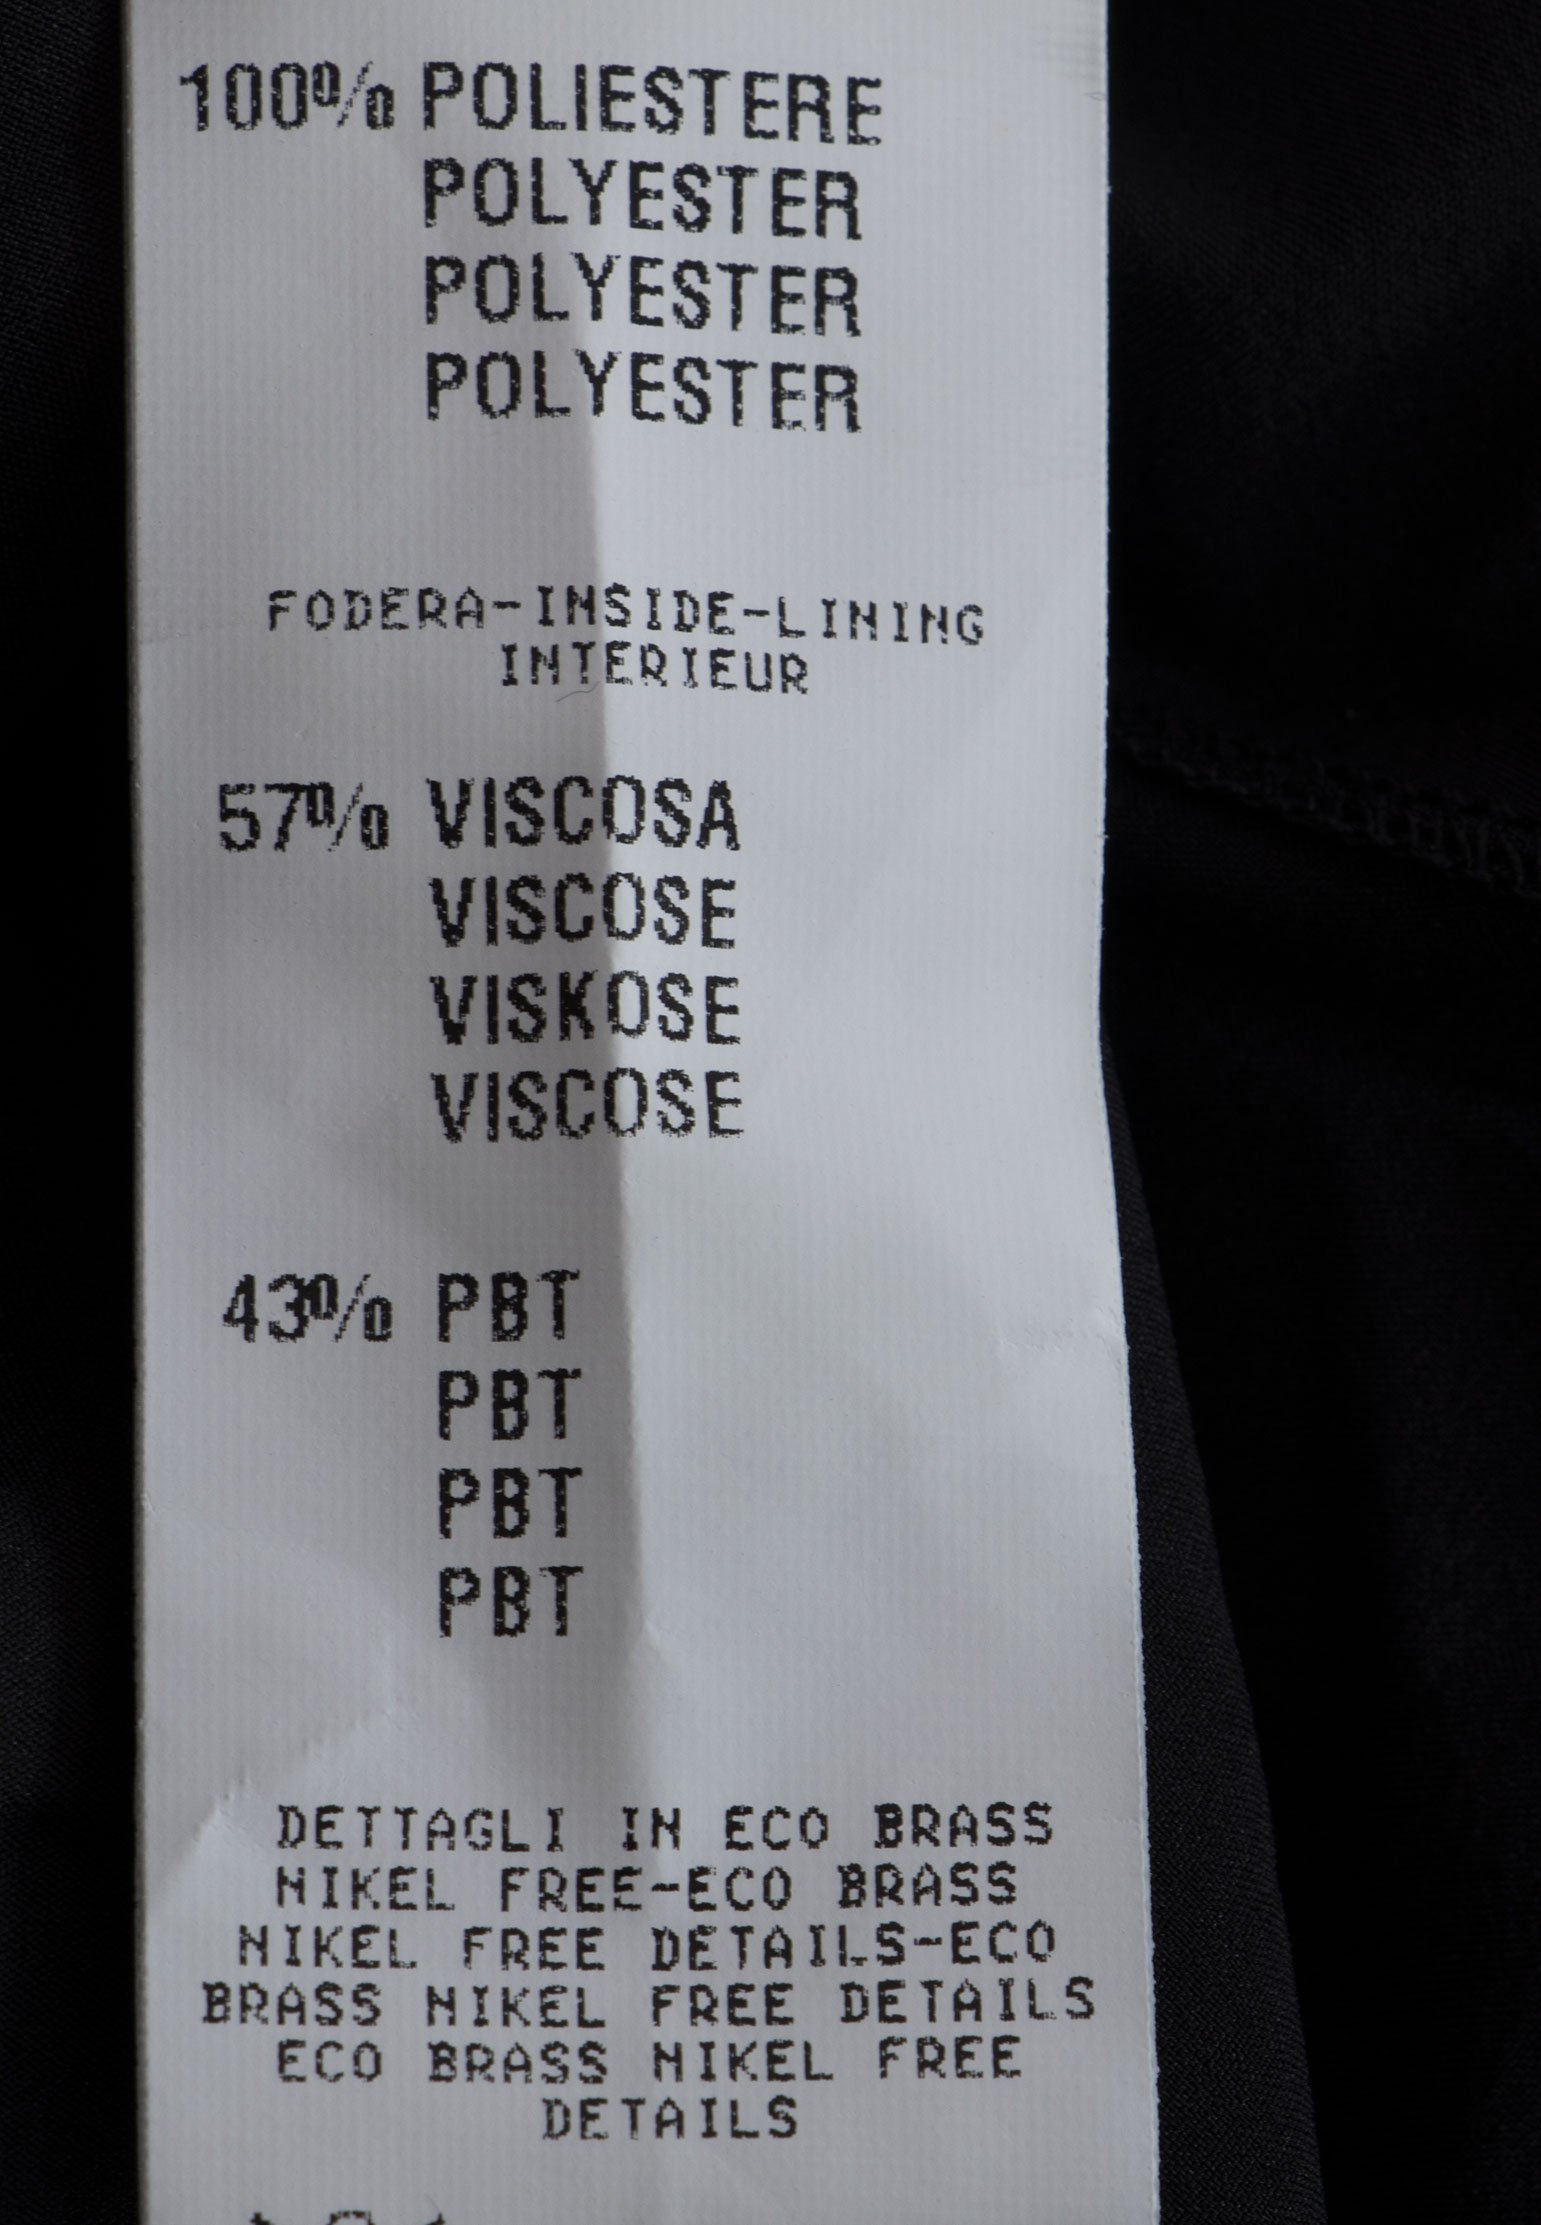 100% POLIESTERE
POLYESTER
POLYESTER
POLYESTER
FODERA-INSIDE-LINING
INTERIEUR
57% VISCOSA
VISCOSE
VISKOSE
VISCOSE
43% PBT
PBT
PBT
PBT
DETTAGLI IN ECO BRASS
NIKEL FREE-ECO BRASS
NIKEL FREE DETAILS-ECO
BRASS NIKEL FREE DETAILS
ECO BRASS NIKEL FREE
DETAILS